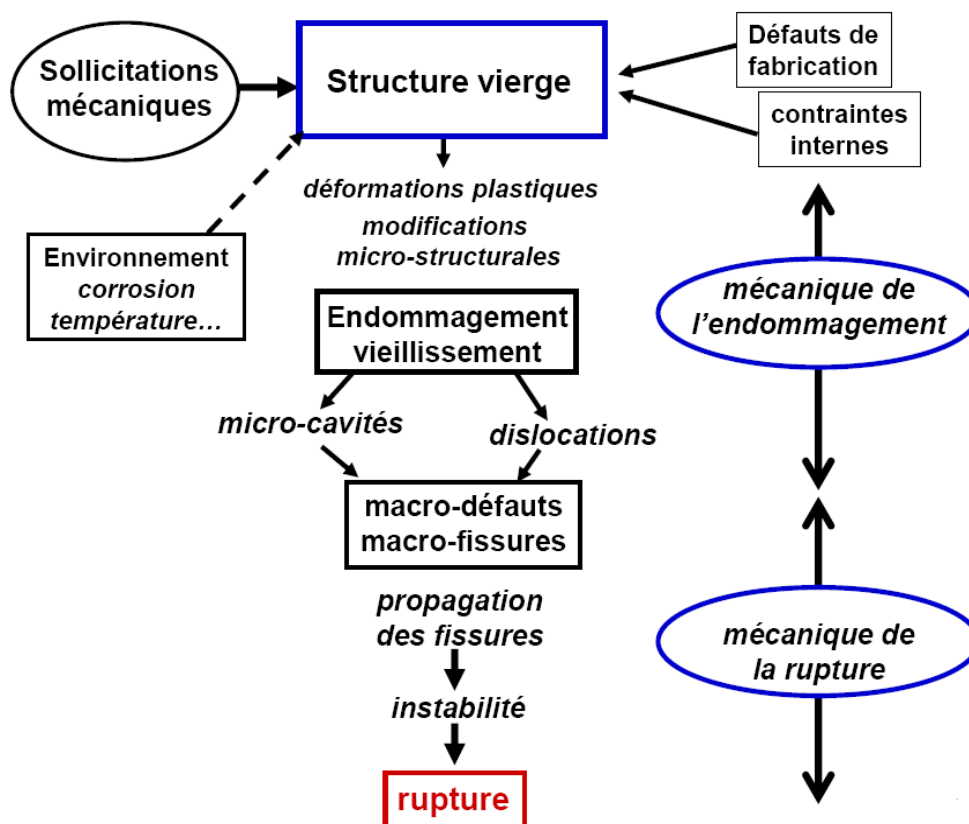 Sollicitations
mécaniques
Structure vierge
Défauts de
fabrication
contraintes
internes
déformations plastiques
modifications
micro-structurales
Environnement
corrosion
température…
Endommagement
vieillissement
mécanique de
l’endommagement
micro-cavités
dislocations
macro-défauts
macro-fissures
propagation
des fissures
mécanique de
la rupture
instabilité
rupture